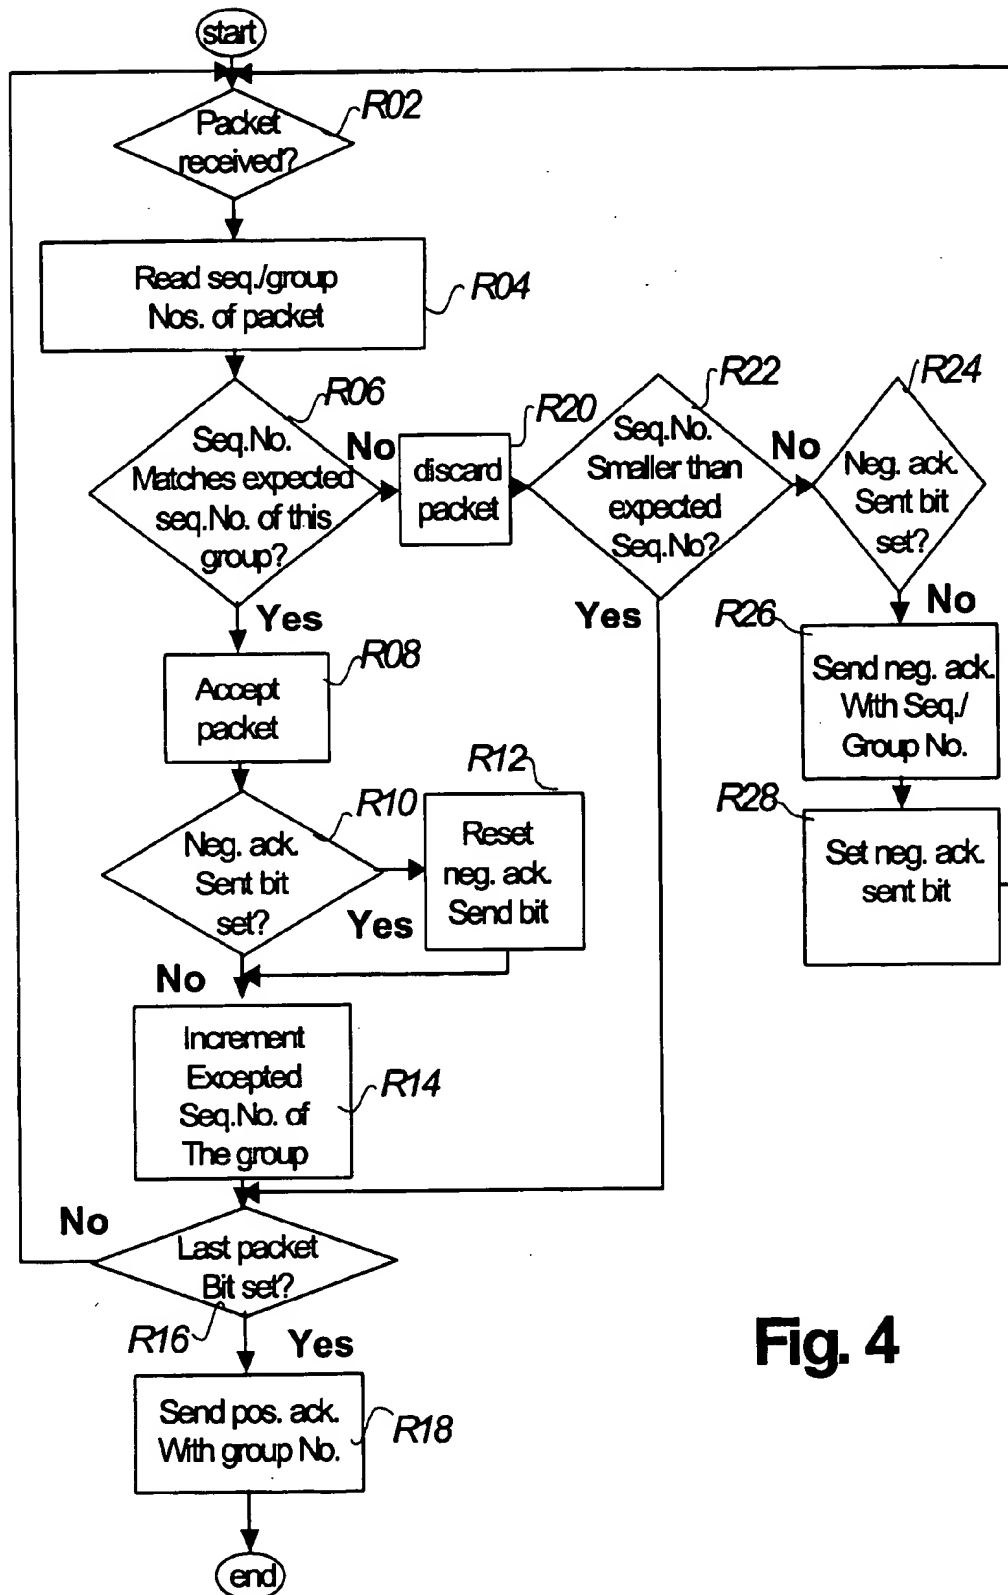 start
R02
Packet
received?
Read seq./group
Nos. of packet
R04
R06
Seq.No.
Matches expected
seq.No. of this
group?
No
Yes
R20
discard
packet
R22
Seq.No.
Smaller than
expected
Seq.No?
No
Yes
R24
Neg. ack.
Sent bit
set?
No
R26
Send neg. ack.
With Seq./
Group No.
R28
Set neg. ack.
sent bit
R08
Accept
packet
R10
Neg. ack.
Sent bit
set?
Yes
No
R12
Reset
neg. ack.
Send bit
Increment
Excepted
Seq.No. of
The group
R14
No
Last packet
Bit set?
R16
Yes
Send pos. ack.
With group No.
R18
end
Fig. 4